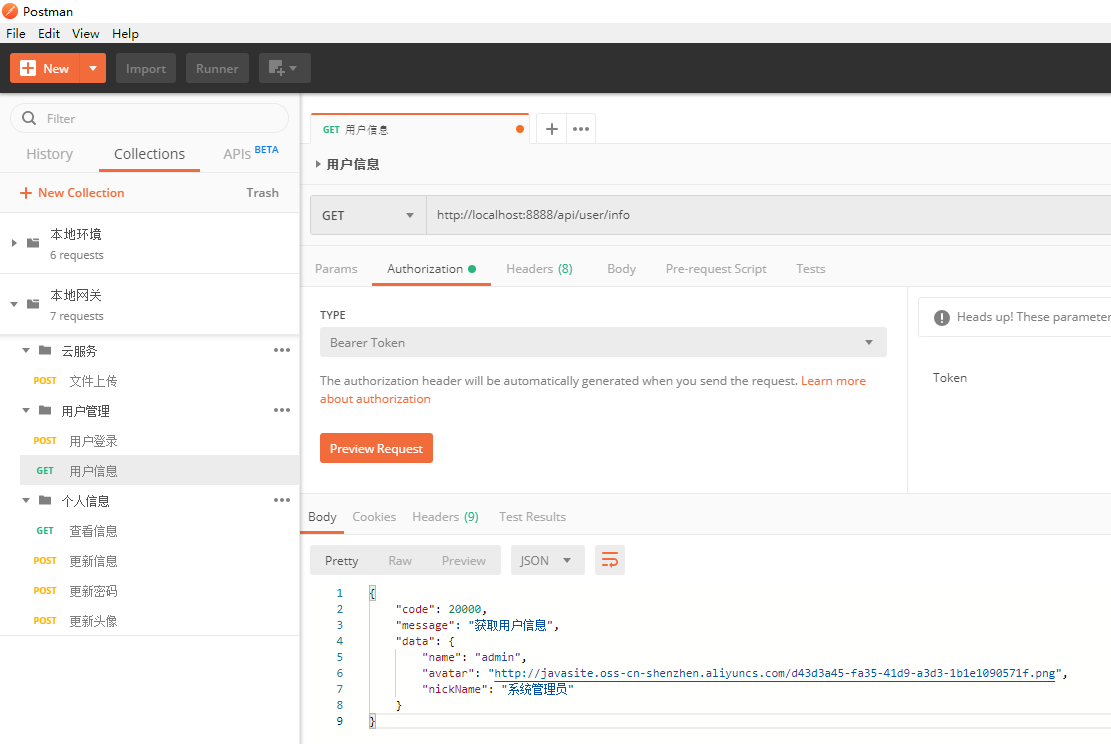 Postman
File Edit View Help
New Import Runner
Filter
History Collections APIs BETA
+ New Collection Trash
本地环境
6 requests
本地网关
7 requests
云服务
POST 文件上传
用户管理
POST 用户登录
GET 用户信息
个人信息
GET 查看信息
POST 更新信息
POST 更新密码
POST 更新头像
GET 用户信息
用户信息
GET http://localhost:8888/api/user/info
Params Authorization Headers (8) Body Pre-request Script Tests
TYPE
Bearer Token
The authorization header will be automatically generated when you send the request. Learn more
about authorization
Preview Request
Heads up! These parameter
Token
Body Cookies Headers (9) Test Results
Pretty Raw Preview JSON
1 {
2 "code": 20000,
3 "message": "获取用户信息",
4 "data": {
5 "name": "admin",
6 "avatar": "http://javasite.oss-cn-shenzhen.aliyuncs.com/d43d3a45-fa35-41d9-a3d3-1b1e1090571f.png",
7 "nickName": "系统管理员"
8 }
9 }